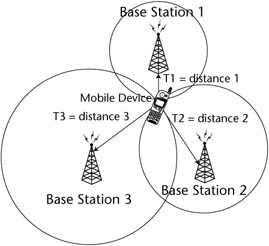 Base Station 1
T1 = distance 1
Mobile Device
T3 = distance 3
T2 = distance 2
Base Station 2
Base Station 3